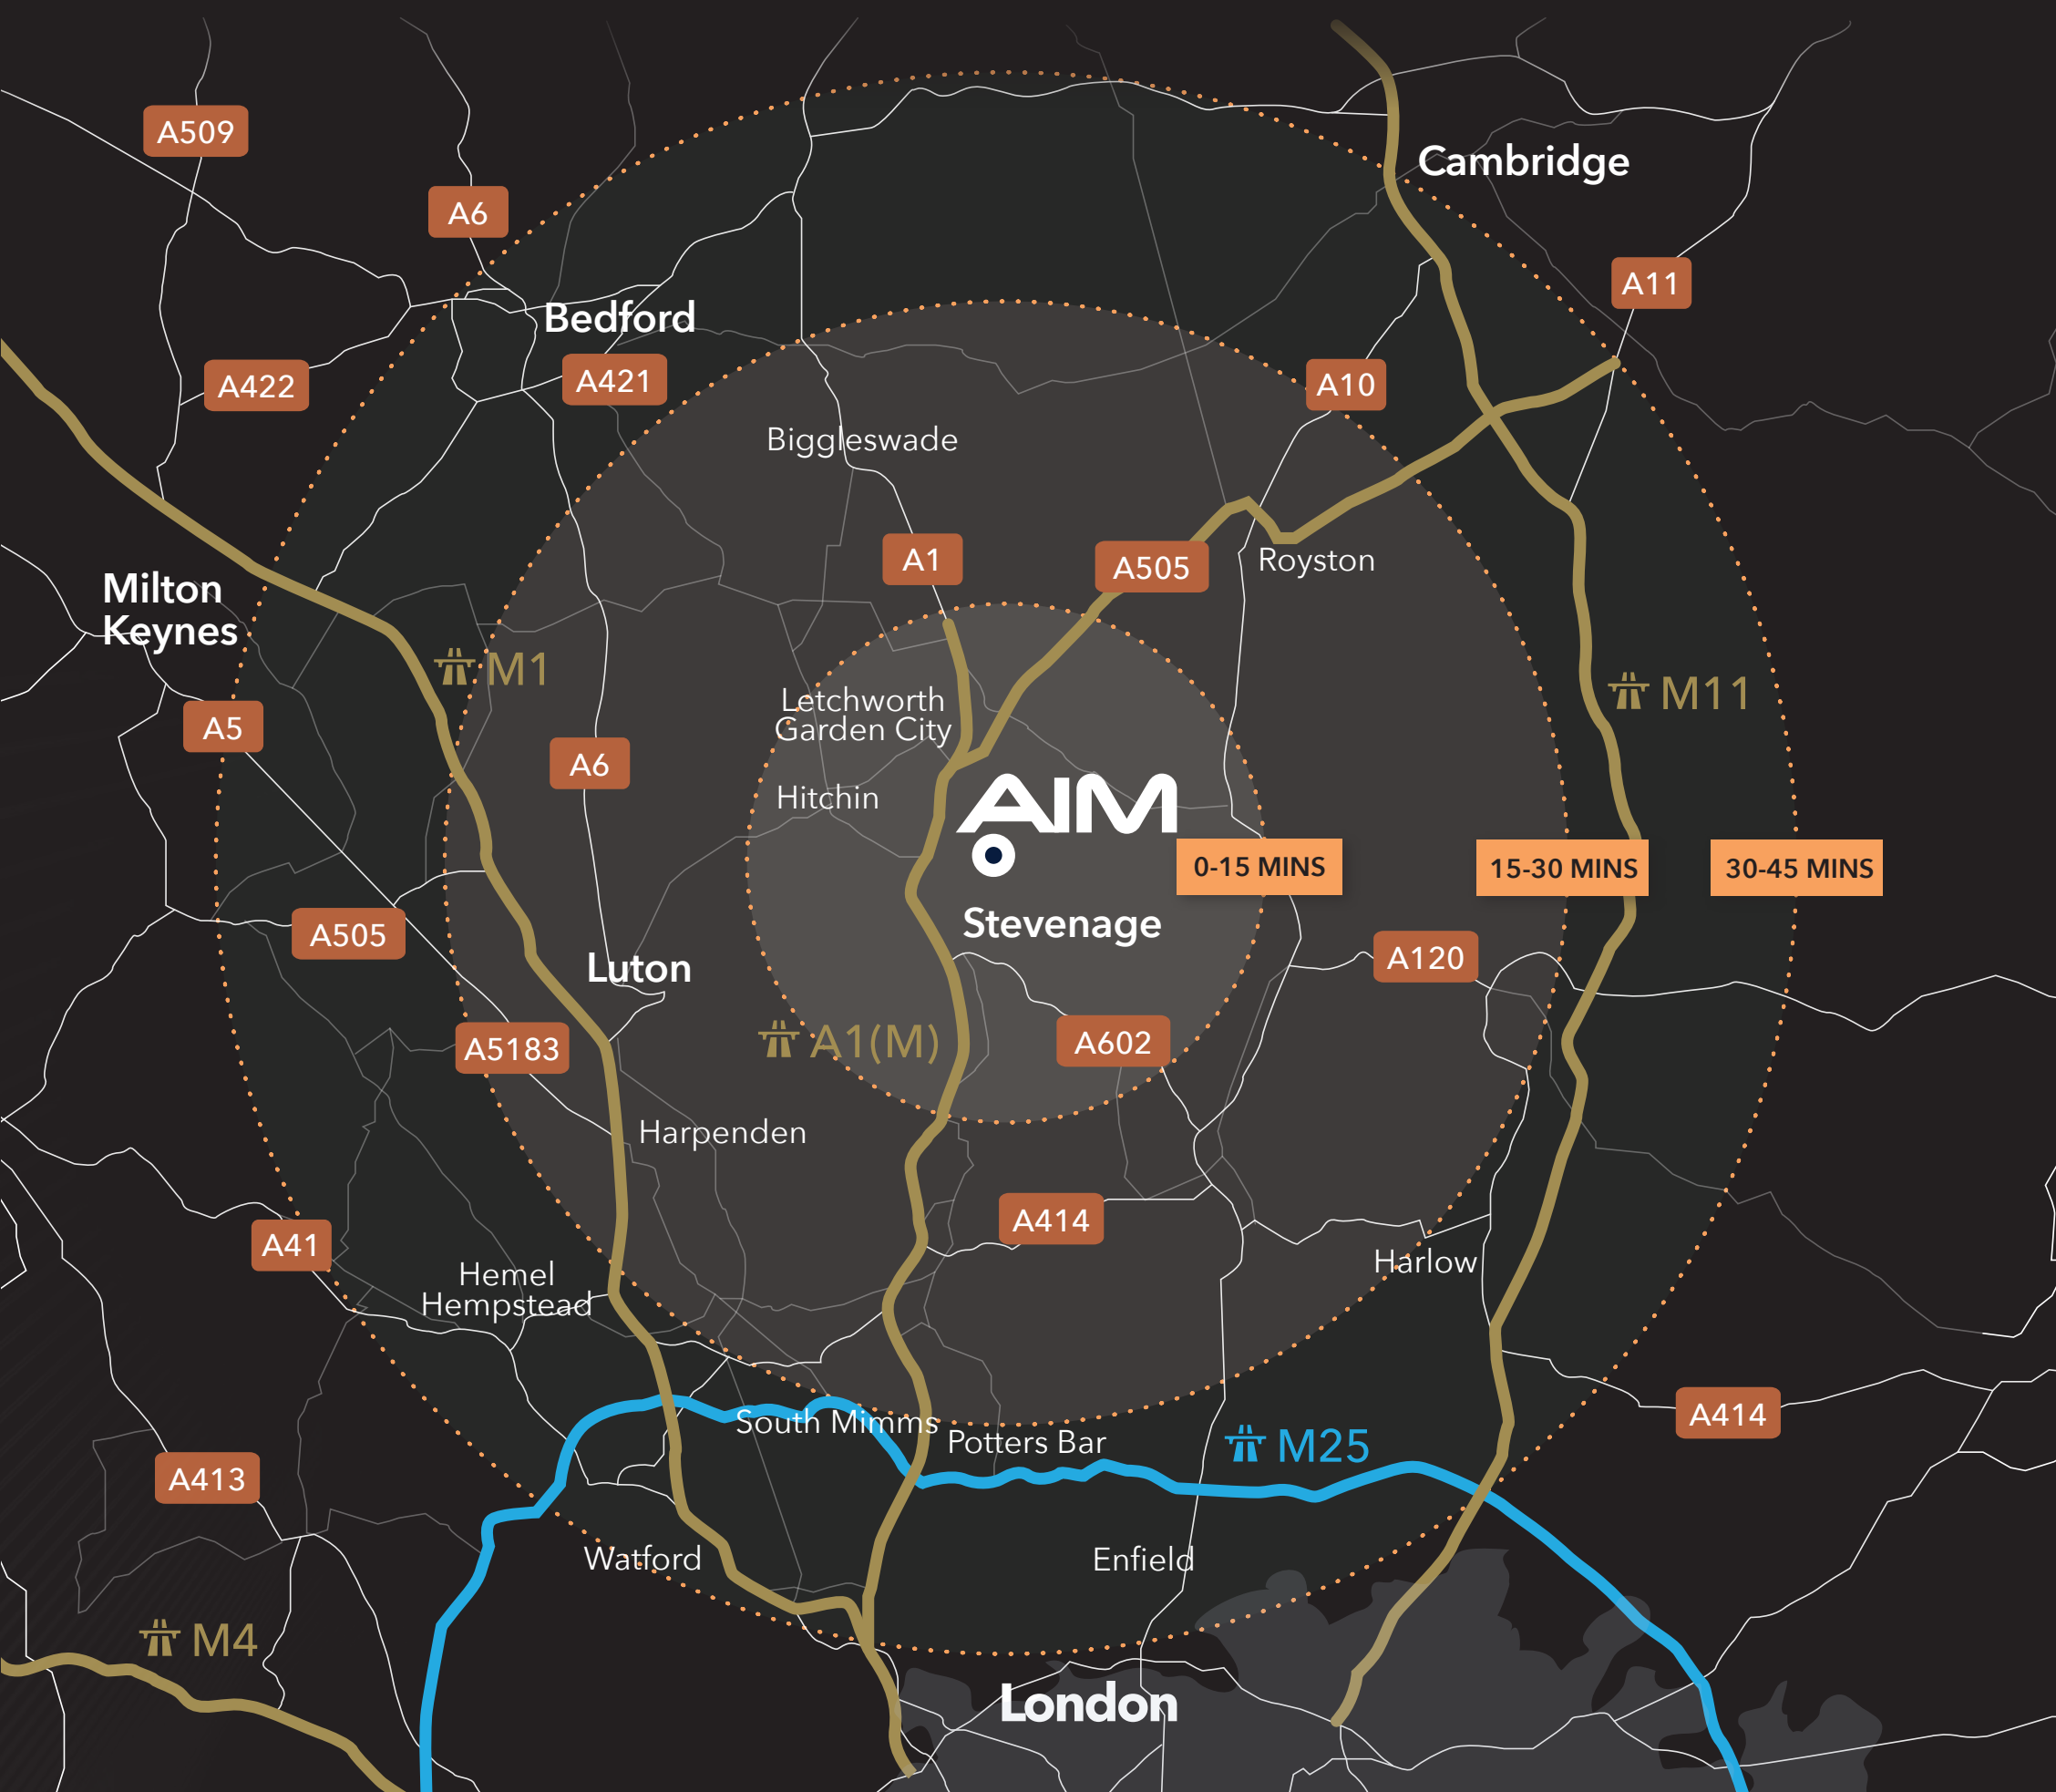 A509
Cambridge
A6
A11
Bedford
A421
A422
A10
Biggleswade
A1
A505
Royston
Milton
Keynes
M1
M11
Letchworth
Garden City
A5
A6
Hitchin
AIM
0-15 MINS
15-30 MINS
30-45 MINS
Stevenage
A505
Luton
A120
A5183
A1(M)
A602
Harpenden
A414
A41
Harlow
Hemel
Hempstead
A414
South Mimms
Potters Bar
M25
A413
Watford
Enfield
M4
London